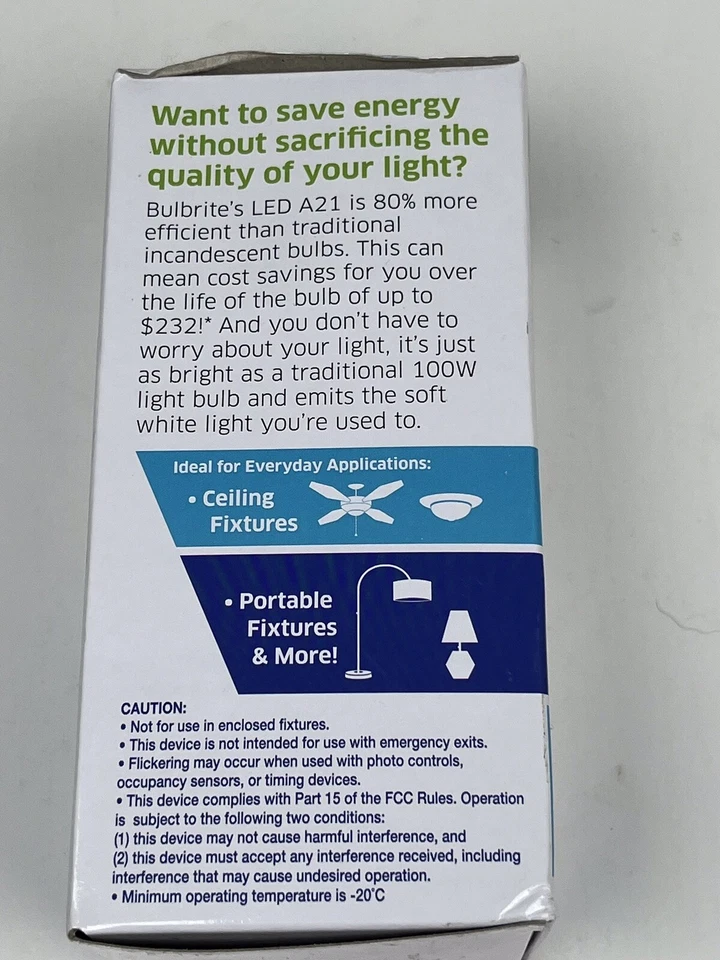 Want to save energy
without sacrificing the
quality of your light?
Bulbrite's LED A21 is 80% more
efficient than traditional
incandescent bulbs. This can
mean cost savings for you over
the life of the bulb of up to
$232!* And you don't have to
worry about your light, it's just
as bright as a traditional 100W
light bulb and emits the soft
white light you're used to.
Ideal for Everyday Applications:
• Ceiling
Fixtures
• Portable
Fixtures
& More!
CAUTION:
• Not for use in enclosed fixtures.
• This device is not intended for use with emergency exits.
• Flickering may occur when used with photo controls,
occupancy sensors, or timing devices.
• This device complies with Part 15 of the FCC Rules. Operation
is subject to the following two conditions:
(1) this device may not cause harmful interference, and
(2) this device must accept any interference received, including
interference that may cause undesired operation.
• Minimum operating temperature is -20°C